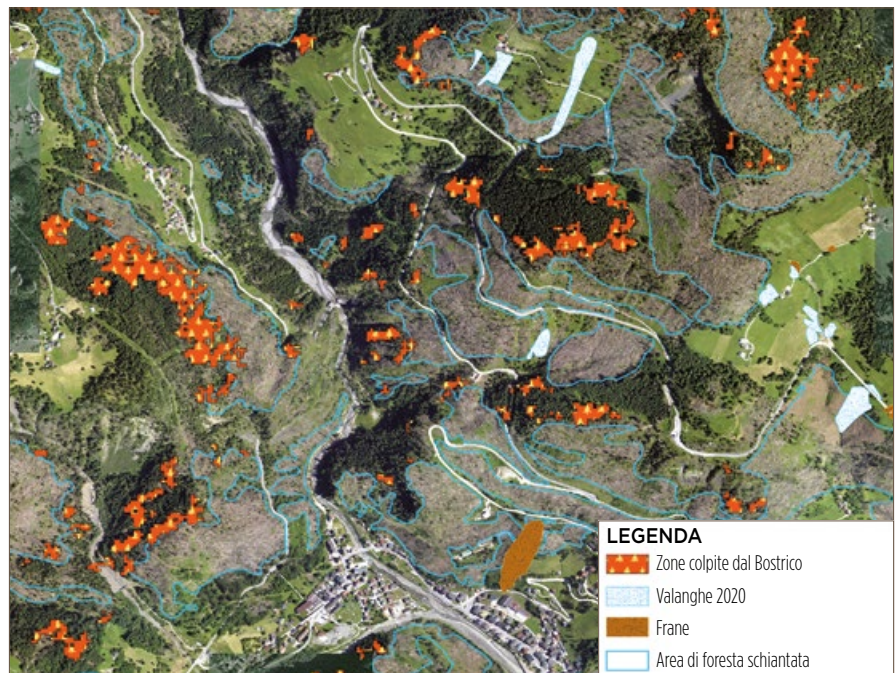 LEGENDA
Zone colpite dal Bostrico
Valanghe 2020
Frane
Area di foresta schiantata